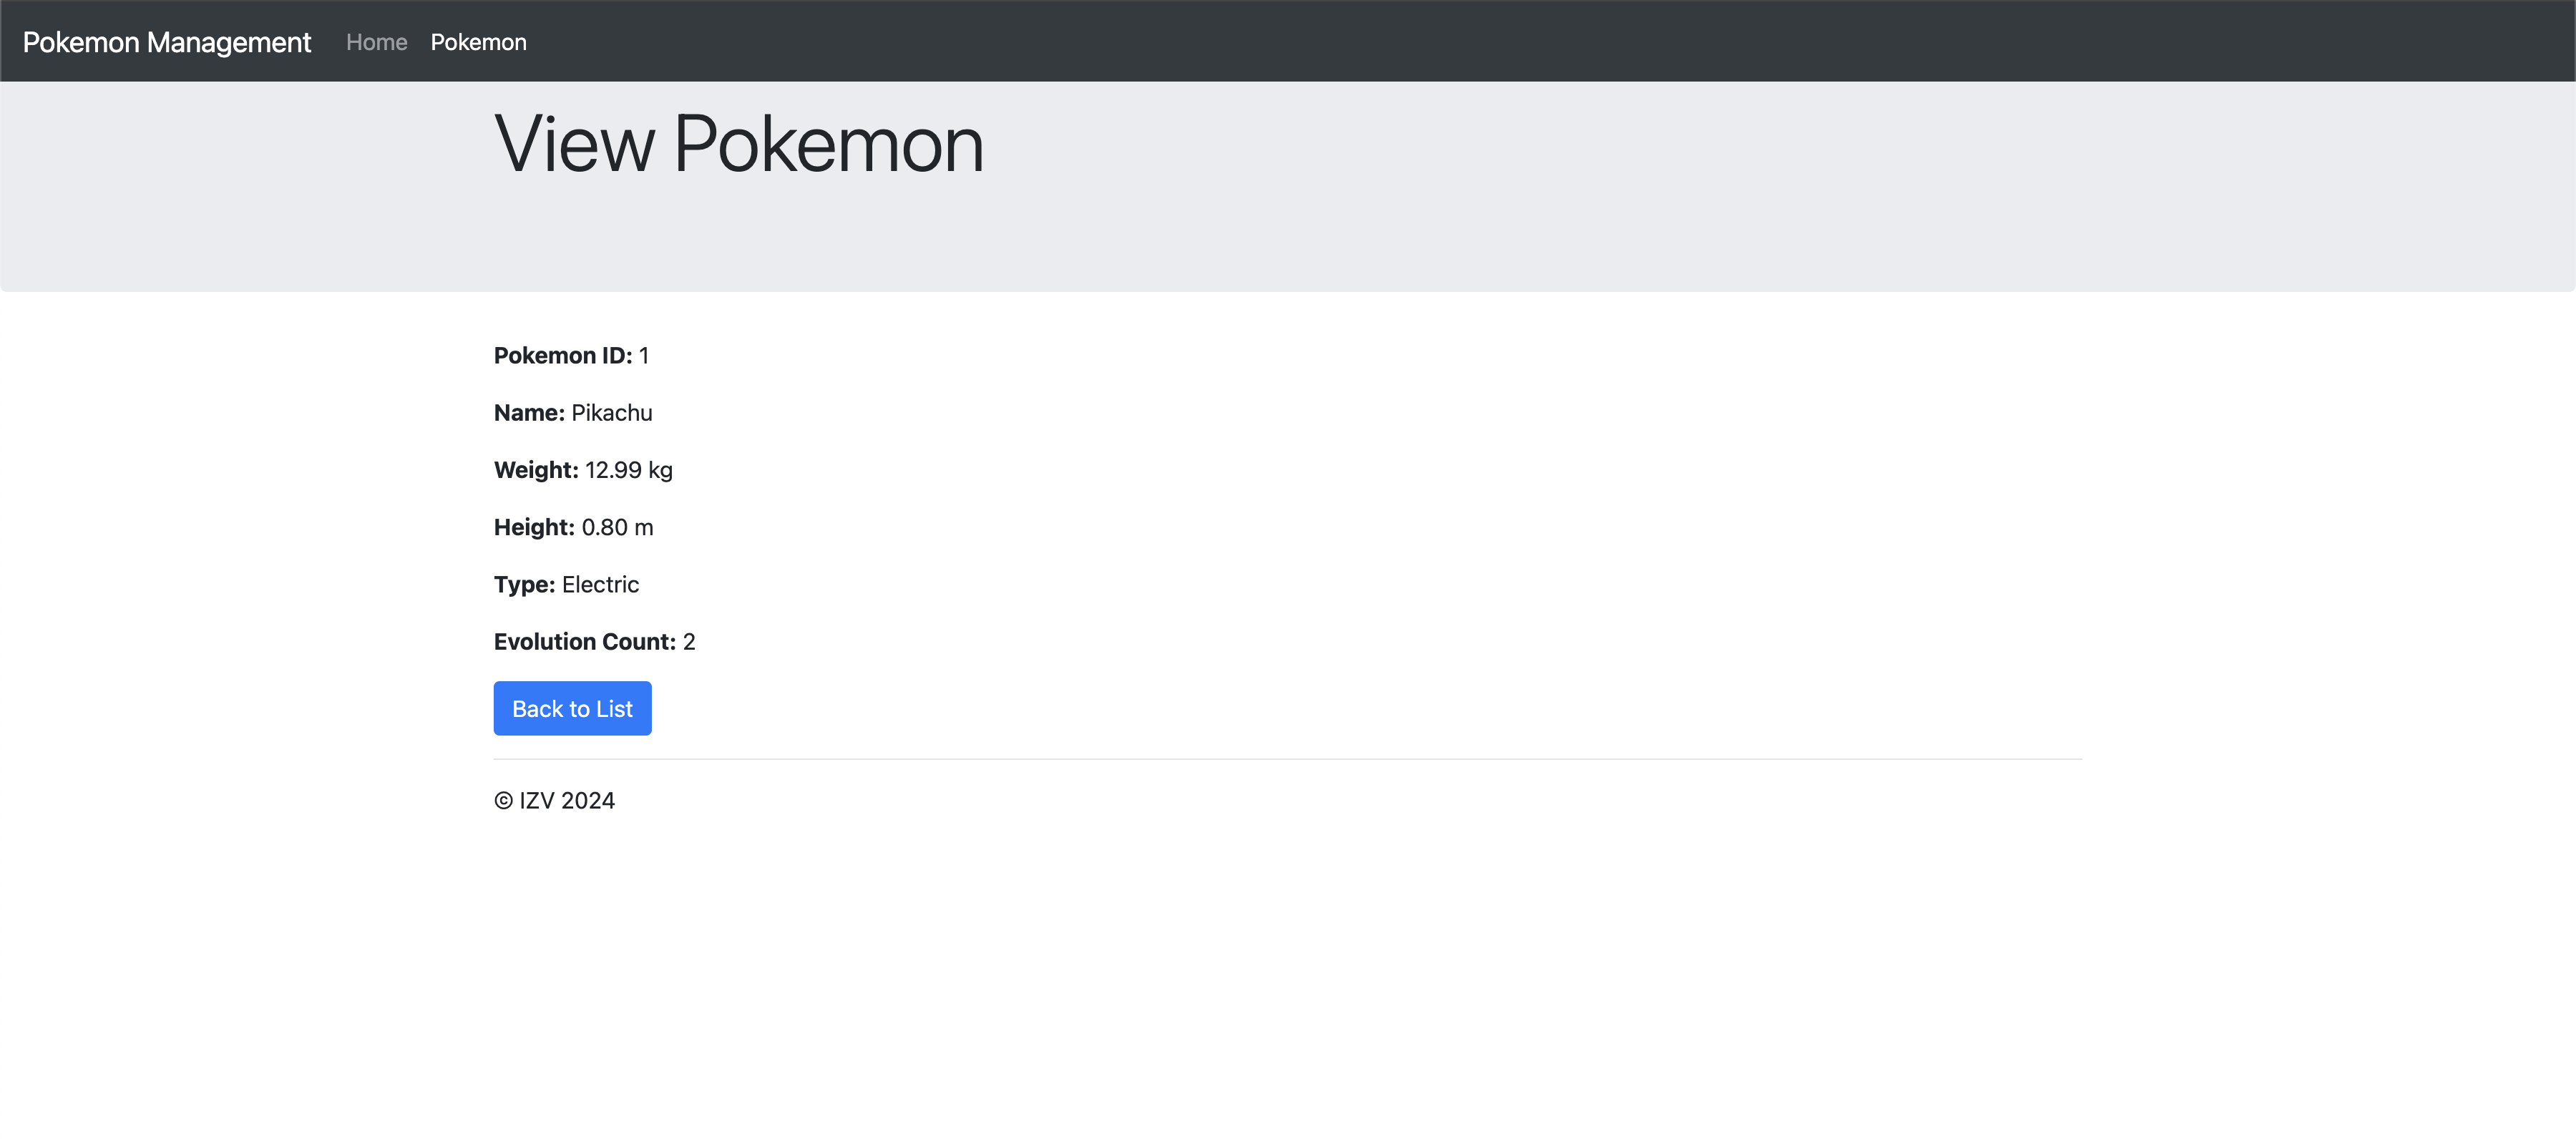 Pokemon Management Home Pokemon
View Pokemon
Pokemon ID: 1
Name: Pikachu
Weight: 12.99 kg
Height: 0.80 m
Type: Electric
Evolution Count: 2
Back to List
© IZV 2024